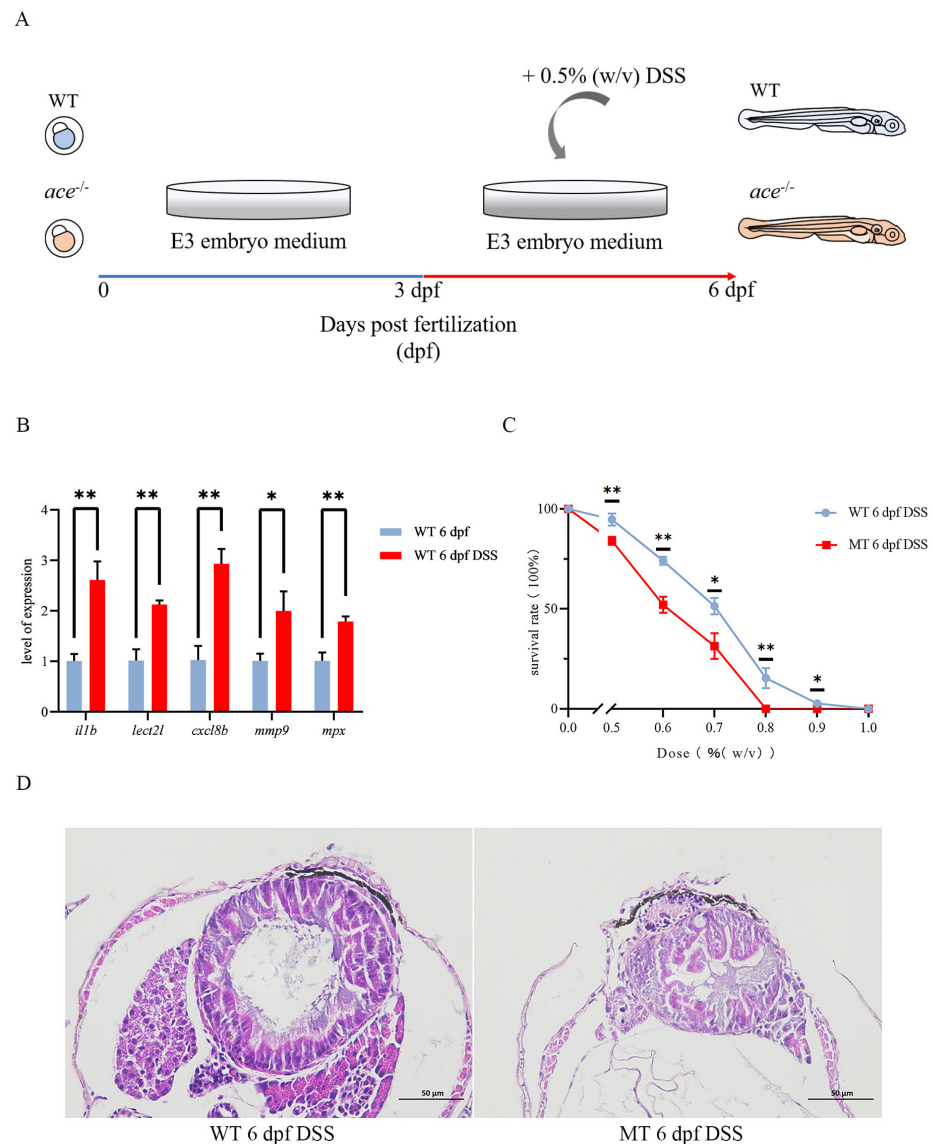 A
+ 0.5% (w/v) DSS
WT
WT
ace-/-
ace-/-
E3 embryo medium
E3 embryo medium
0
3 dpf
6 dpf
Days post fertilization
(dpf)
B
** ** ** * *
4
3
2
1
0
level of expression
il1b lect2l cxcl8b mmp9 mpx
WT 6 dpf
WT 6 dpf DSS
C
** ** * ** *
100
50
0
survival rate ( 100%)
0.0 0.5 0.6 0.7 0.8 0.9 1.0
Dose ( %( w/v) )
WT 6 dpf DSS
MT 6 dpf DSS
D
50 μm
50 μm
WT 6 dpf DSS
MT 6 dpf DSS